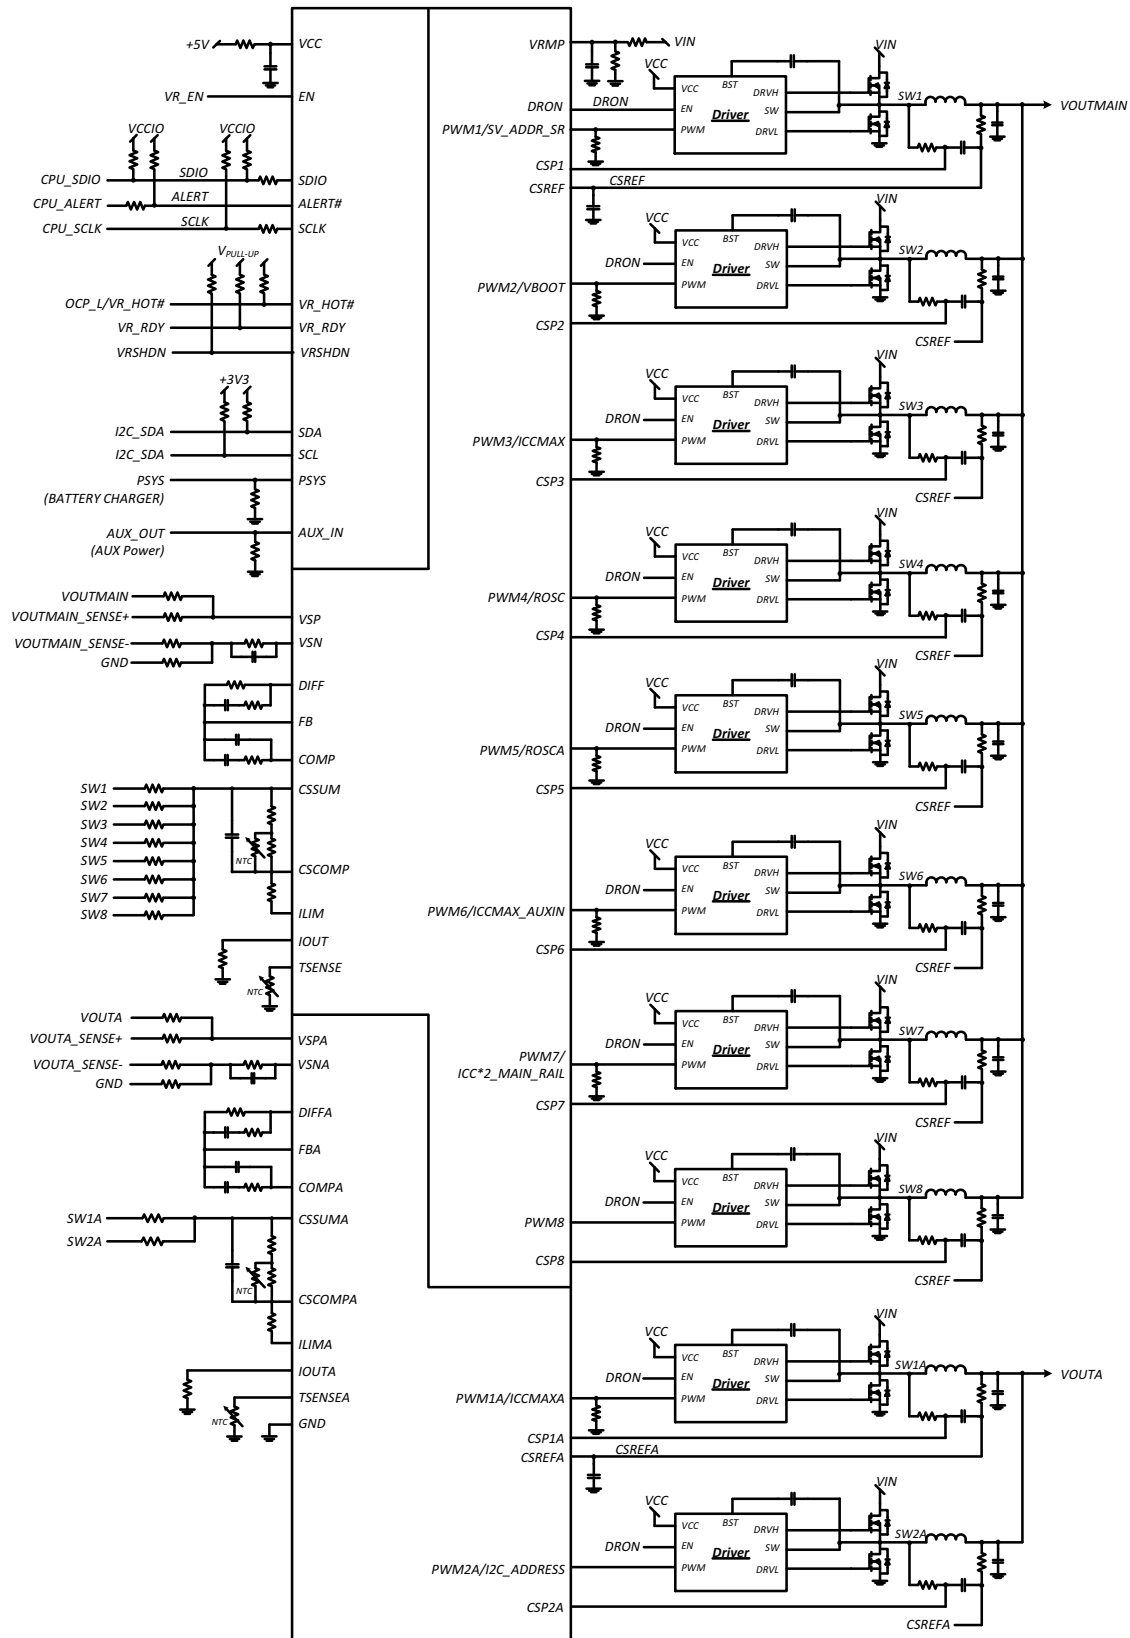 +5V
VCC
VR_EN
EN
VCCIO
VCCIO
CPU_SDIO
SDIO
SDIO
CPU_ALERT
ALERT
ALERT#
CPU_SCLK
SCLK
SCLK
VPULL-UP
OCP_L/VR_HOT#
VR_HOT#
VR_RDY
VR_RDY
VRSHDN
VRSHDN
+3V3
I2C_SDA
SDA
I2C_SDA
SCL
PSYS
(BATTERY CHARGER)
PSYS
AUX_OUT
(AUX Power)
AUX_IN
VOUTMAIN
VOUTMAIN_SENSE+
VSP
VOUTMAIN_SENSE-
VSN
GND
DIFF
FB
COMP
SW1
SW2
SW3
SW4
SW5
SW6
SW7
SW8
CSSUM
NTC
CSCOMP
ILIM
IOUT
TSENSE
NTC
VOUTA
VOUTA_SENSE+
VSPA
VOUTA_SENSE-
VSNA
GND
DIFFA
FBA
COMPA
SW1A
SW2A
CSSUMA
NTC
CSCOMPA
ILIMA
IOUTA
TSENSEA
NTC
GND
VRMP
VIN
DRON
DRON
PWM1/SV_ADDR_SR
CSP1
CSREF
CSREF
VCC
VCC
BST
DRVH
EN
Driver
SW
PWM
DRVL
VIN
SW1
VOUTMAIN
VCC
VCC
BST
DRVH
DRON
EN
Driver
SW
PWM2/VBOOT
PWM
DRVL
VIN
SW2
CSP2
CSREF
VCC
VCC
BST
DRVH
DRON
EN
Driver
SW
PWM3/ICCMAX
PWM
DRVL
VIN
SW3
CSP3
CSREF
VCC
VCC
BST
DRVH
DRON
EN
Driver
SW
PWM4/ROSC
PWM
DRVL
VIN
SW4
CSP4
CSREF
VCC
VCC
BST
DRVH
DRON
EN
Driver
SW
PWM5/ROSCA
PWM
DRVL
VIN
SW5
CSP5
CSREF
VCC
VCC
BST
DRVH
DRON
EN
Driver
SW
PWM6/ICCMAX_AUXIN
PWM
DRVL
VIN
SW6
CSP6
CSREF
VCC
VCC
BST
DRVH
DRON
EN
Driver
SW
PWM7/
ICC*2_MAIN_RAIL
PWM
DRVL
VIN
SW7
CSP7
CSREF
VCC
VCC
BST
DRVH
DRON
EN
Driver
SW
PWM8
PWM
DRVL
VIN
SW8
CSP8
CSREF
VCC
VCC
BST
DRVH
DRON
EN
Driver
SW
PWM1A/ICCMAXA
PWM
DRVL
VIN
SW1A
VOUTA
CSP1A
CSREFA
CSREFA
VCC
VCC
BST
DRVH
DRON
EN
Driver
SW
PWM2A/I2C_ADDRESS
PWM
DRVL
VIN
SW2A
CSP2A
CSREFA